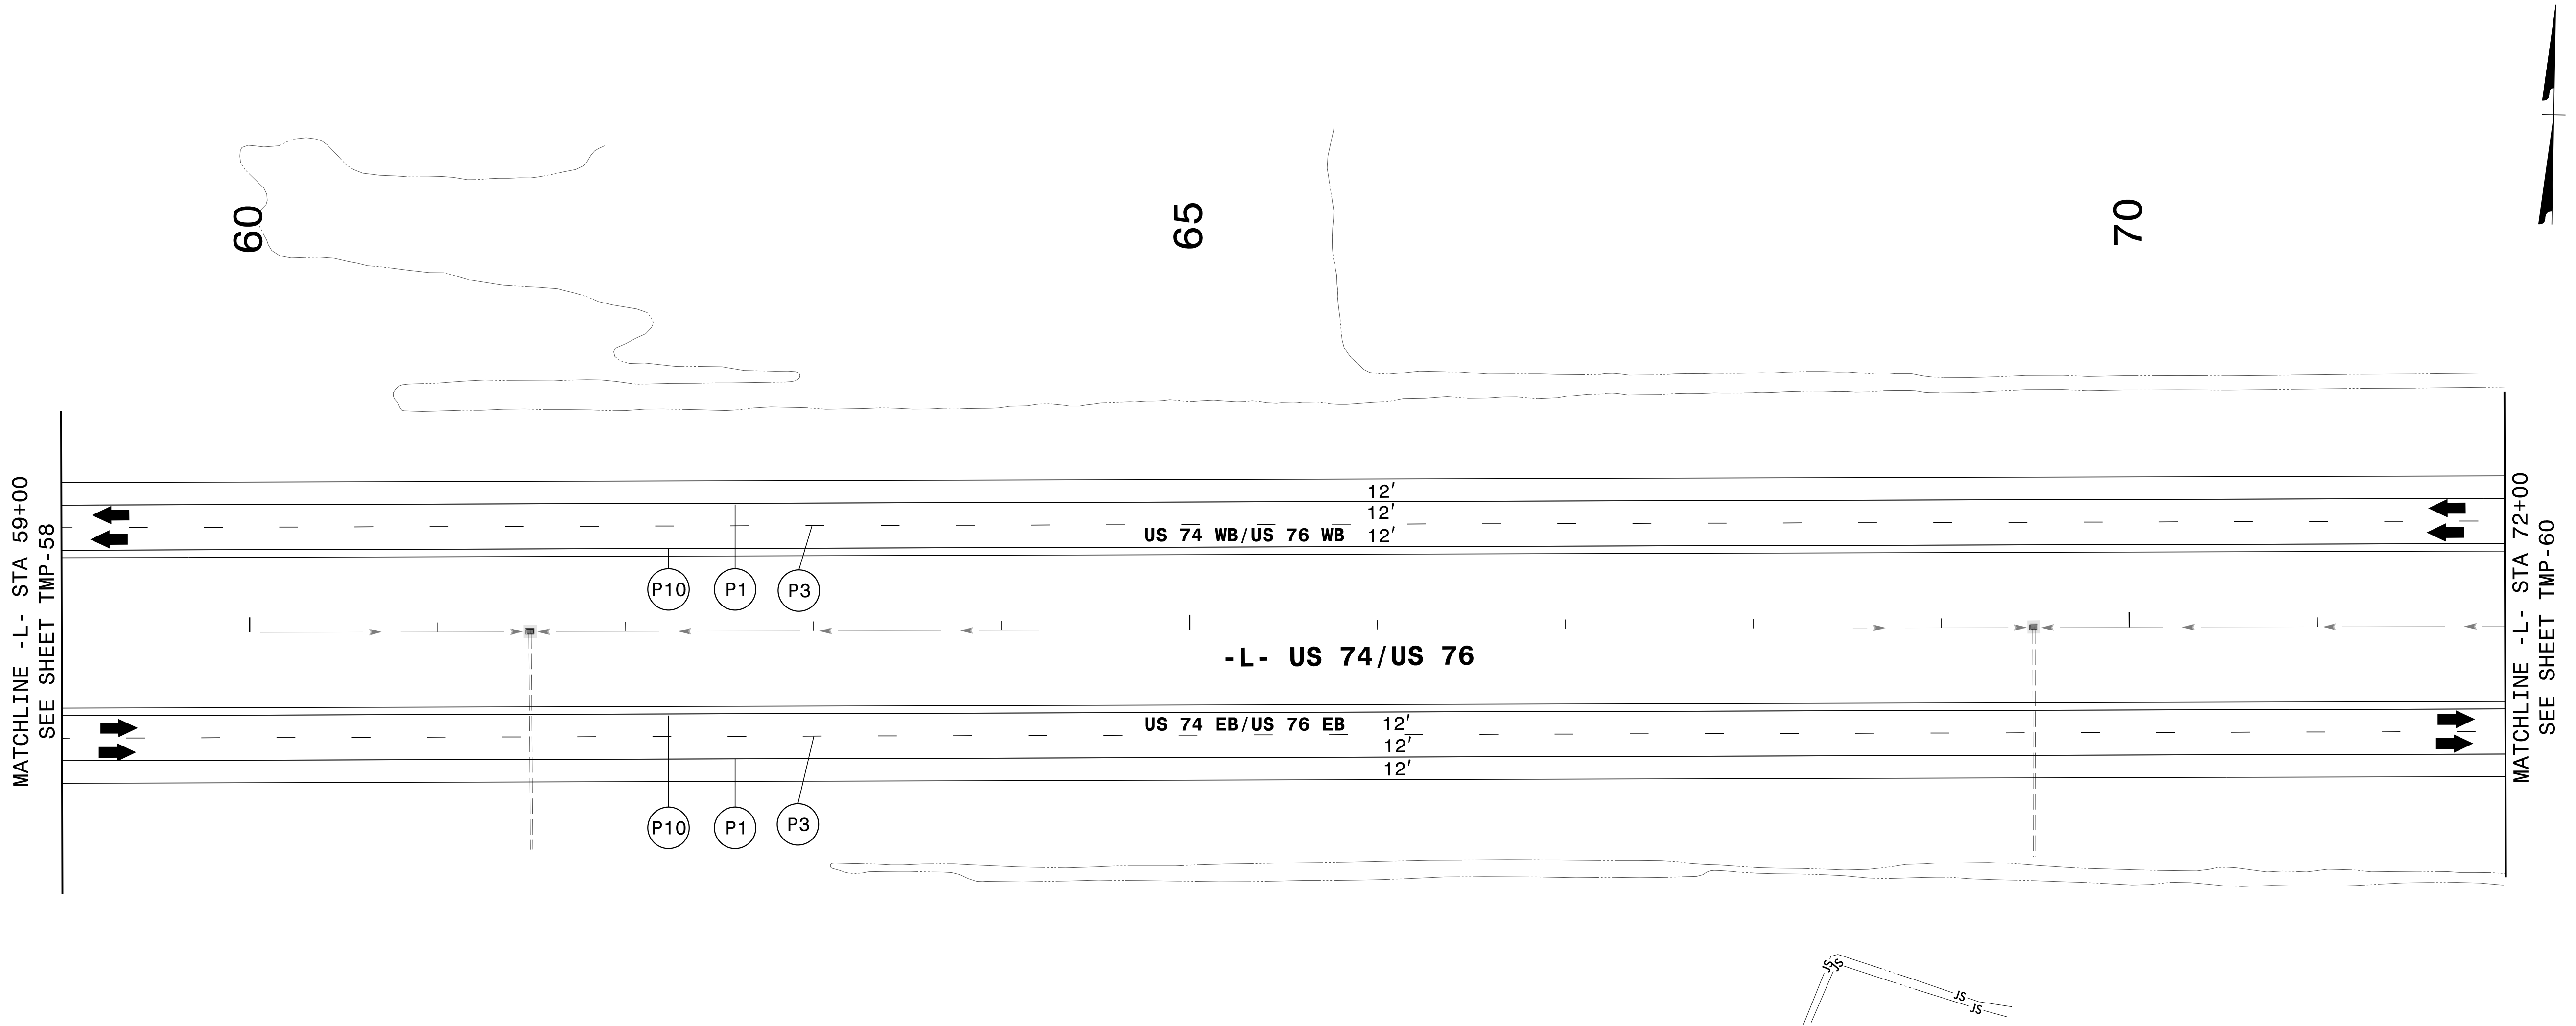 60
65
70
MATCHLINE -L- STA 59+00
SEE SHEET TMP-58
12'
12'
US 74 WB/US 76 WB 12'
P10
P1
P3
-L- US 74/US 76
US 74 EB/US 76 EB 12'
12'
12'
P10
P1
P3
MATCHLINE -L- STA 72+00
SEE SHEET TMP-60
JS
JS
JS
JS